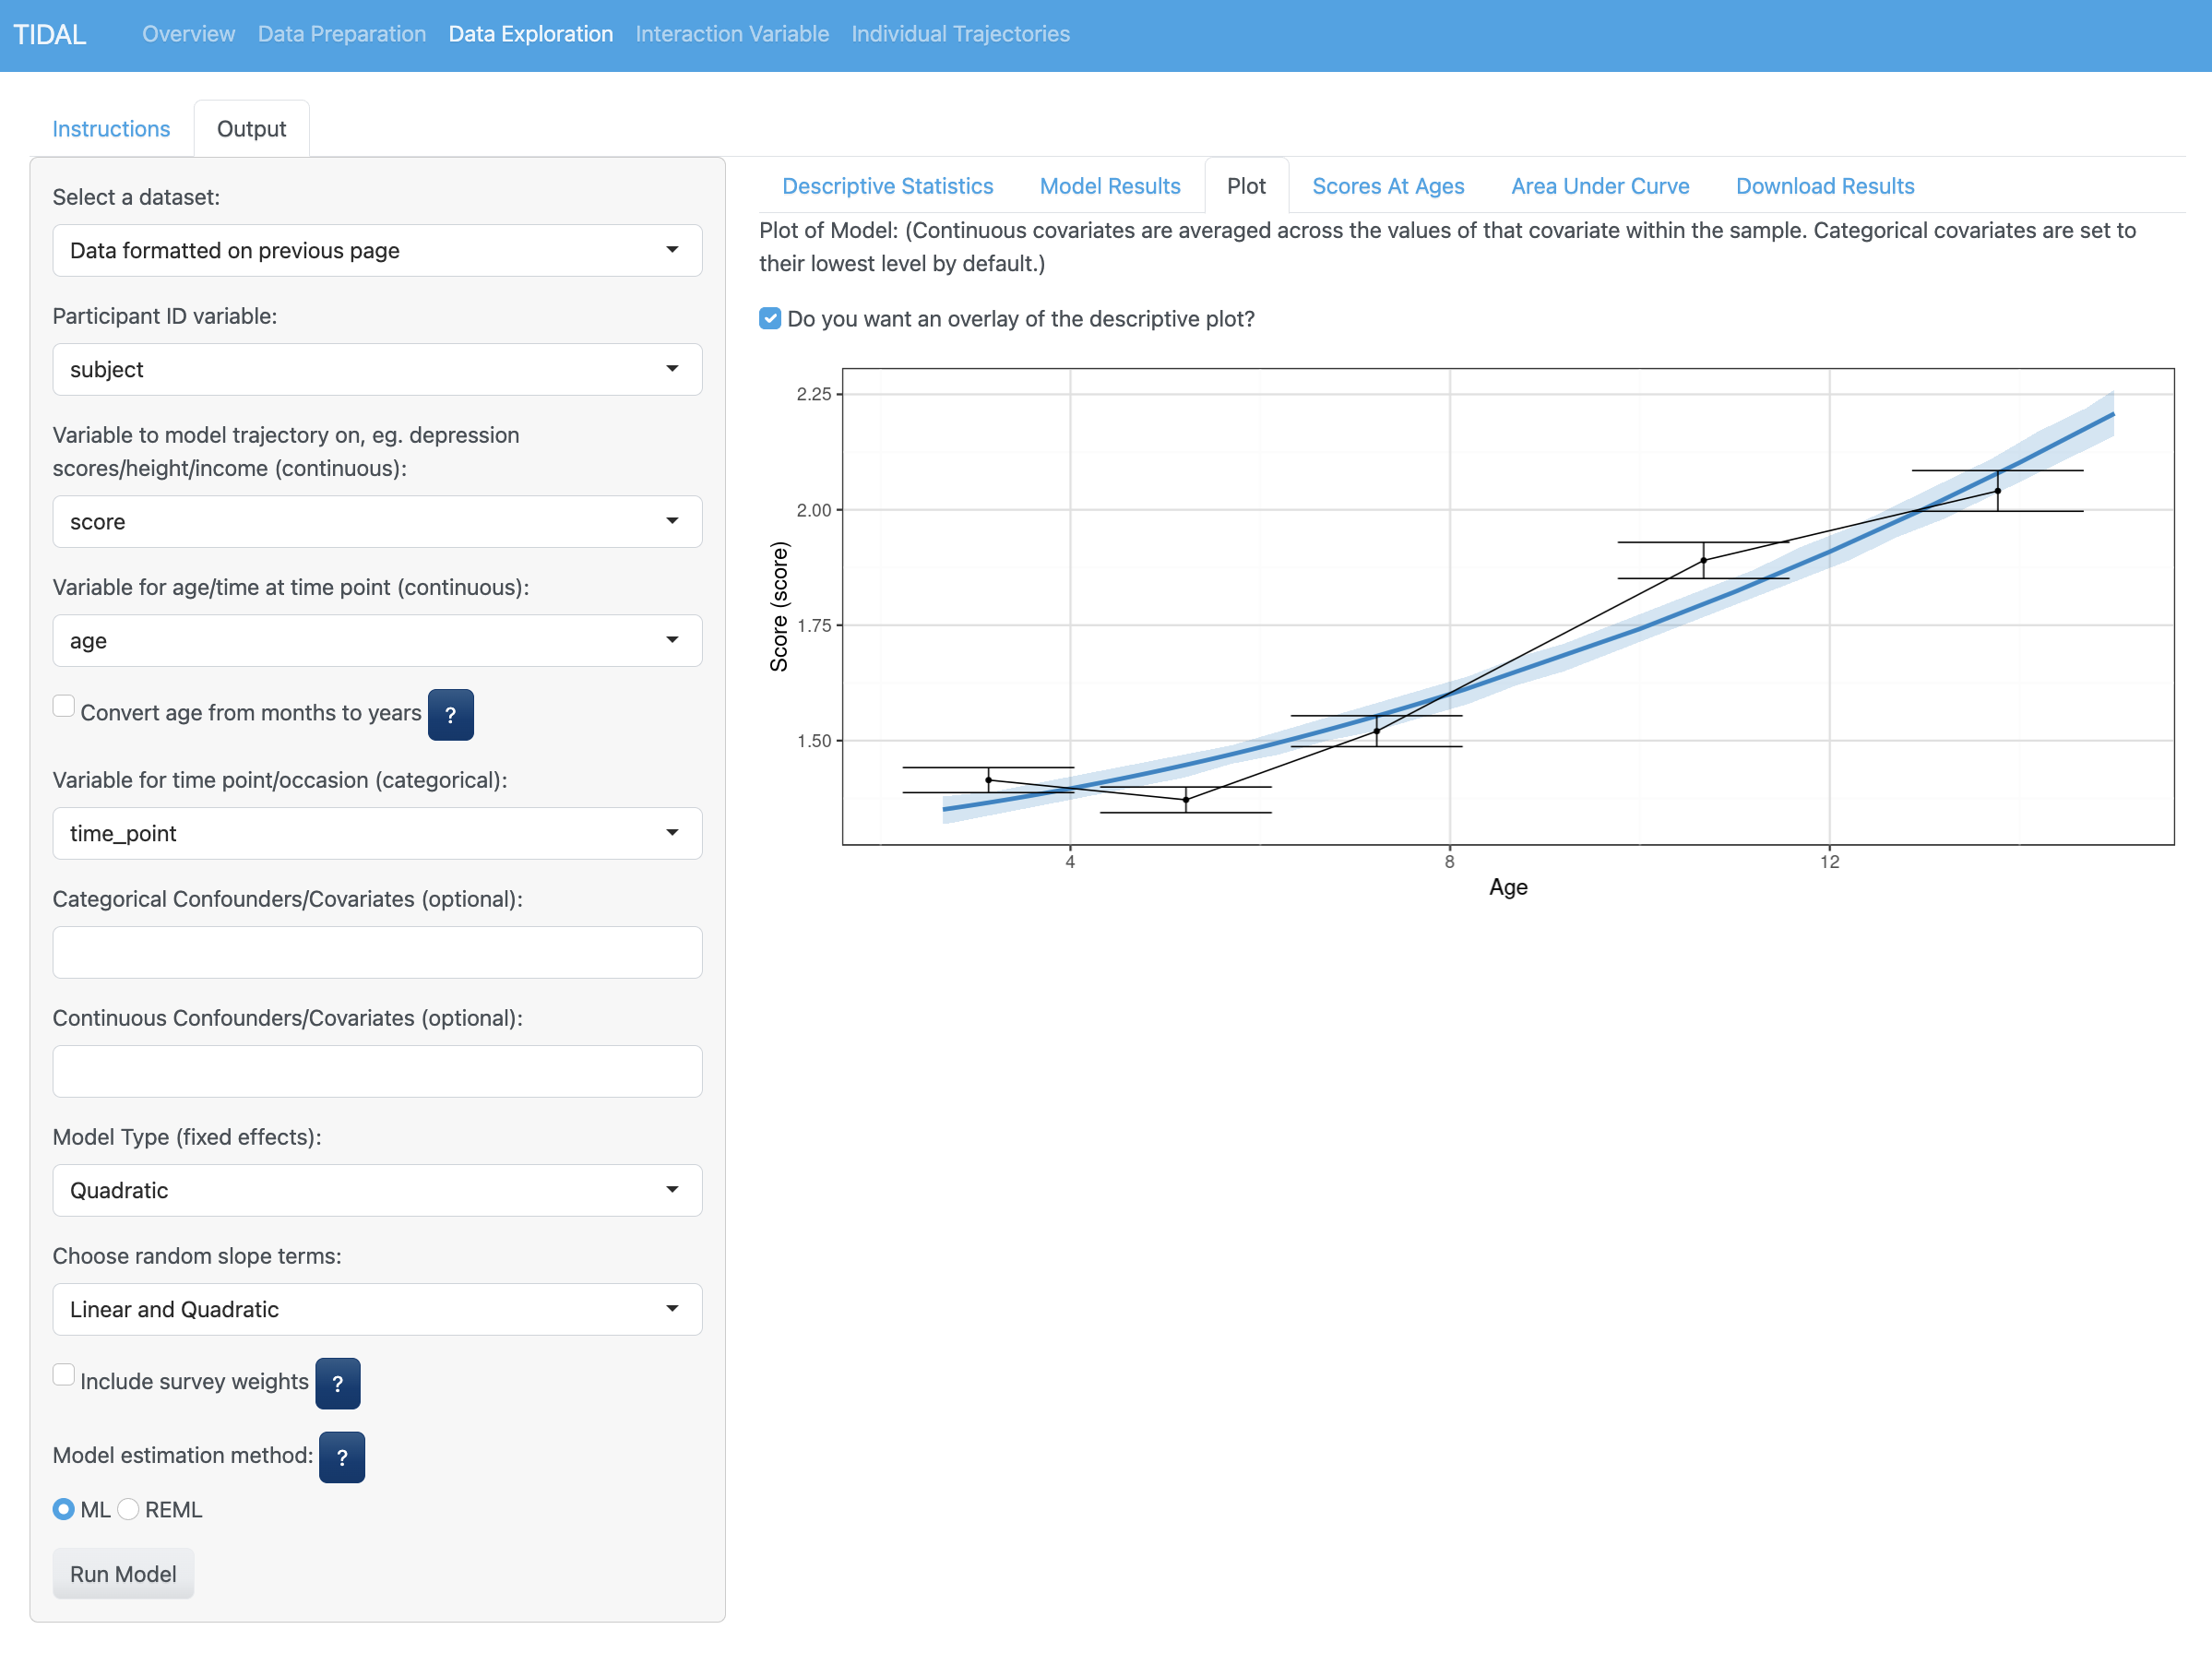 TIDAL Overview Data Preparation Data Exploration Interaction Variable Individual Trajectories
Instructions Output
Select a dataset:
Data formatted on previous page
Participant ID variable:
subject
Variable to model trajectory on, eg. depression
scores/height/income (continuous):
score
Variable for age/time at time point (continuous):
age
Convert age from months to years ?
Variable for time point/occasion (categorical):
time_point
Categorical Confounders/Covariates (optional):
Continuous Confounders/Covariates (optional):
Model Type (fixed effects):
Quadratic
Choose random slope terms:
Linear and Quadratic
Include survey weights ?
Model estimation method: ?
ML REML
Run Model
Descriptive Statistics Model Results Plot Scores At Ages Area Under Curve Download Results
Plot of Model: (Continuous covariates are averaged across the values of that covariate within the sample. Categorical covariates are set to
their lowest level by default.)
Do you want an overlay of the descriptive plot?
2.25
2.00
1.75
1.50
Score (score)
4 8 12
Age